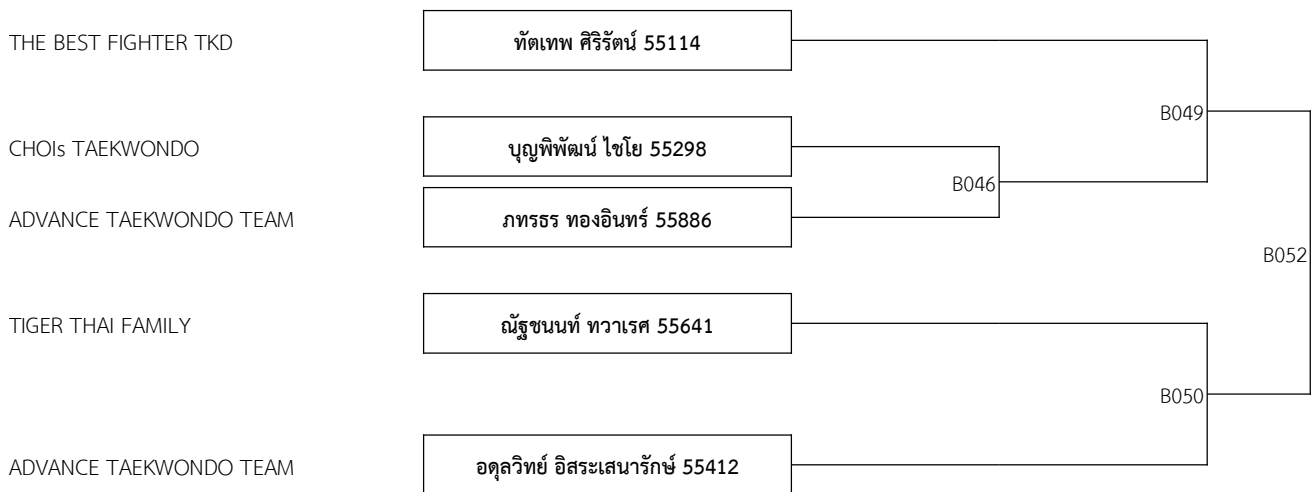 THE BEST FIGHTER TKD
ทัตเทพ ศิริรัตน์ 55114
B049
CHOIs TAEKWONDO
บุญพิพัฒน์ ไชโย 55298
B046
ADVANCE TAEKWONDO TEAM
ภทรธร ทองอินทร์ 55886
B052
TIGER THAI FAMILY
ณัฐชนนท์ ทวาเรศ 55641
B050
ADVANCE TAEKWONDO TEAM
อดุลวิทย์ อิสระเสนารักษ์ 55412